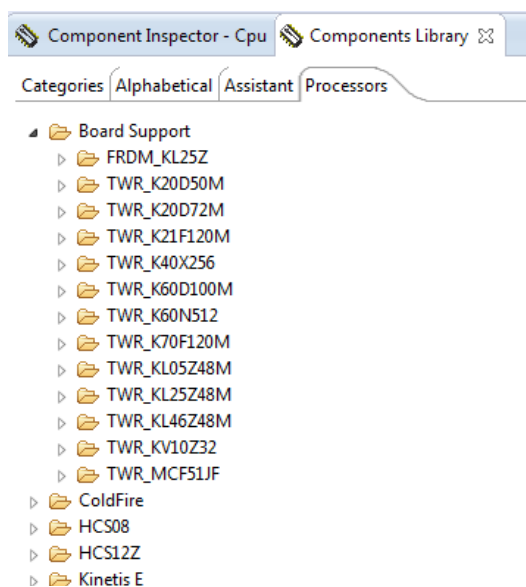 Component Inspector - Cpu Components Library
Categories Alphabetical Assistant Processors
Board Support
FRDM_KL25Z
TWR_K20D50M
TWR_K20D72M
TWR_K21F120M
TWR_K40X256
TWR_K60D100M
TWR_K60N512
TWR_K70F120M
TWR_KL05Z48M
TWR_KL25Z48M
TWR_KL46Z48M
TWR_KV10Z32
TWR_MCF51JF
ColdFire
HCS08
HCS12Z
Kinetis E